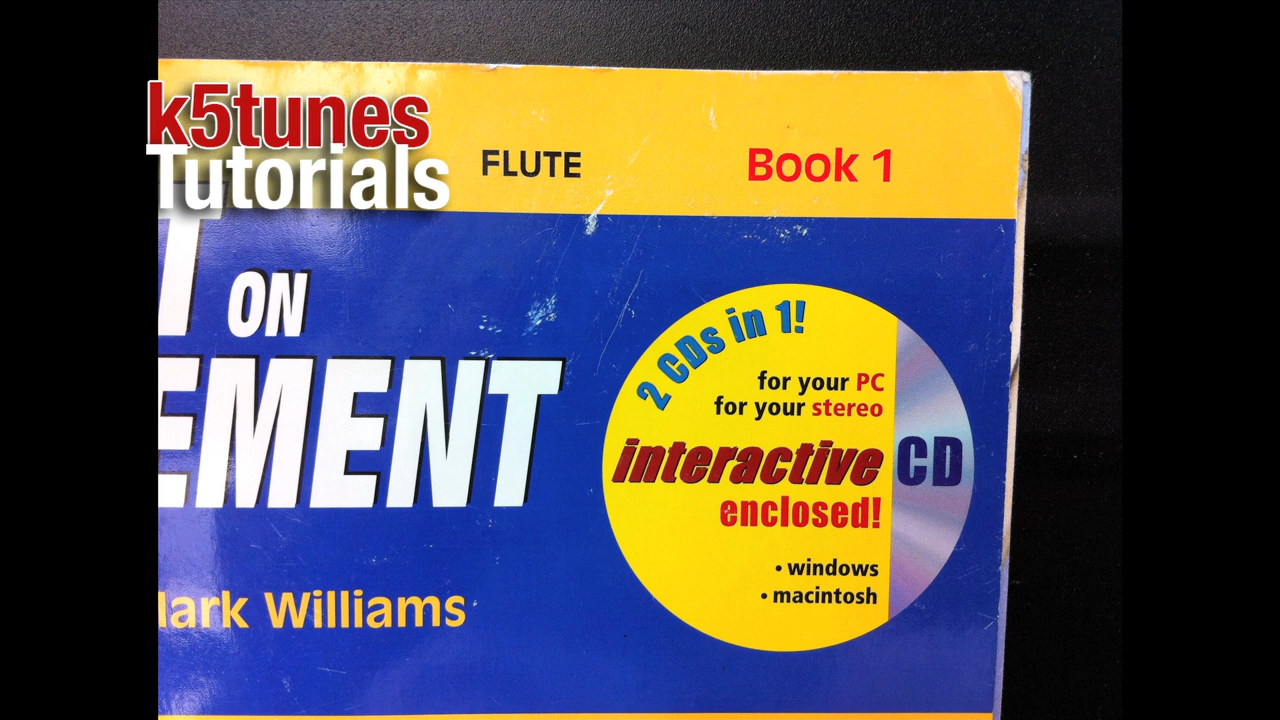 k5tunes
Tutorials
FLUTE
Book 1
T ON
EMENT
Mark Williams
2 CDs in 1!
for your PC
for your stereo
interactive CD
enclosed!
• windows
• macintosh